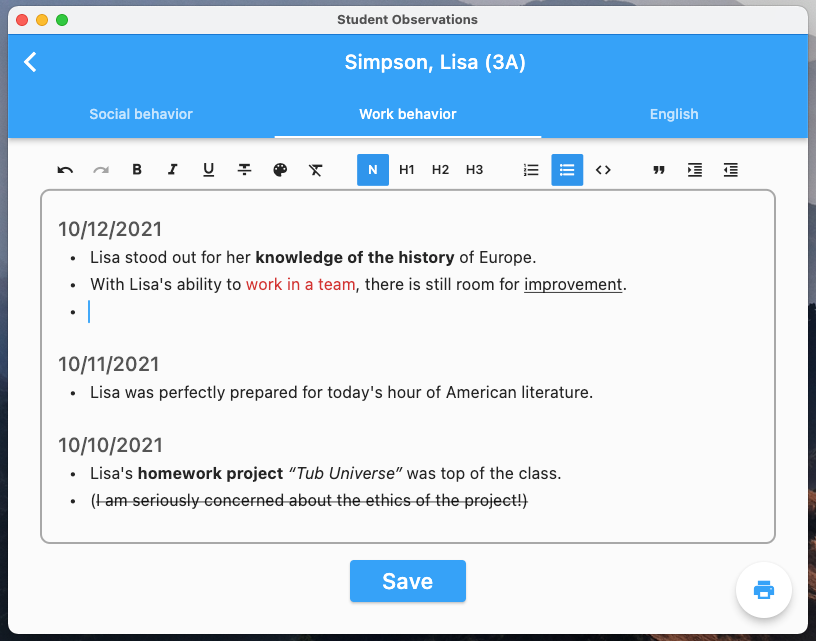 Student Observations
Simpson, Lisa (3A)
Social behavior
Work behavior
English
B I U N H1 H2 H3
10/12/2021
• Lisa stood out for her knowledge of the history of Europe.
• With Lisa's ability to work in a team, there is still room for improvement.
•
10/11/2021
• Lisa was perfectly prepared for today's hour of American literature.
10/10/2021
• Lisa's homework project “Tub Universe” was top of the class.
• (I am seriously concerned about the ethics of the project!)
Save